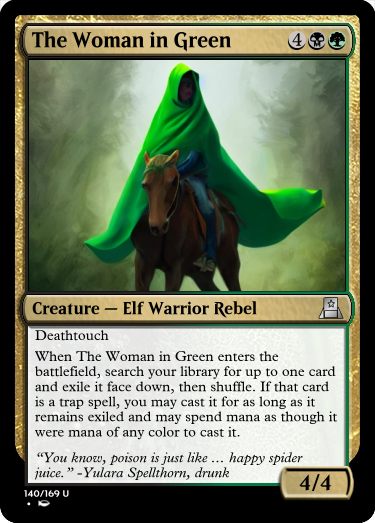 The Woman in Green 4
Creature — Elf Warrior Rebel
Deathtouch
When The Woman in Green enters the
battlefield, search your library for up to one card
and exile it face down, then shuffle. If that card
is a trap spell, you may cast it for as long as it
remains exiled and may spend mana as though it
were mana of any color to cast it.
“You know, poison is just like … happy spider
juice.” -Yulara Spellthorn, drunk
4/4
140/169 U